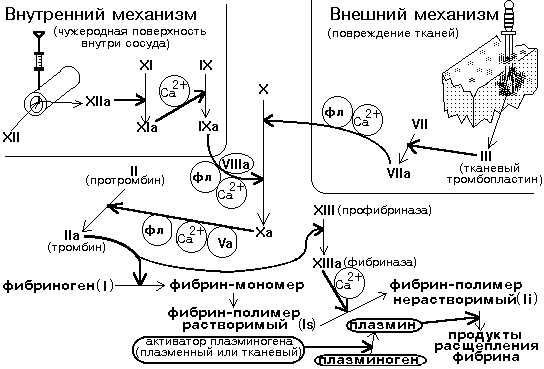 Внутренний механизм
(чужеродная поверхность
внутри сосуда)
XII
XIIa
XI
XIa
Ca2+
IX
IXa
X
Внешний механизм
(повреждение тканей)
фл
Ca2+
VII
VIIa
III
(тканевый
тромбопластин)
VIIIa
фл
Ca2+
II
(протромбин)
IIa
(тромбин)
фл
Ca2+
Va
Xa
XIII (профибриназа)
XIIIa (фибриназа)
Ca2+
фибриноген(I)
фибрин-мономер
фибрин-полимер
растворимый (Is)
фибрин-полимер
нерастворимый(Ii)
активатор плазминогена
(плазменный или тканевый)
плазмин
плазминоген
продукты
расщепления
фибрина